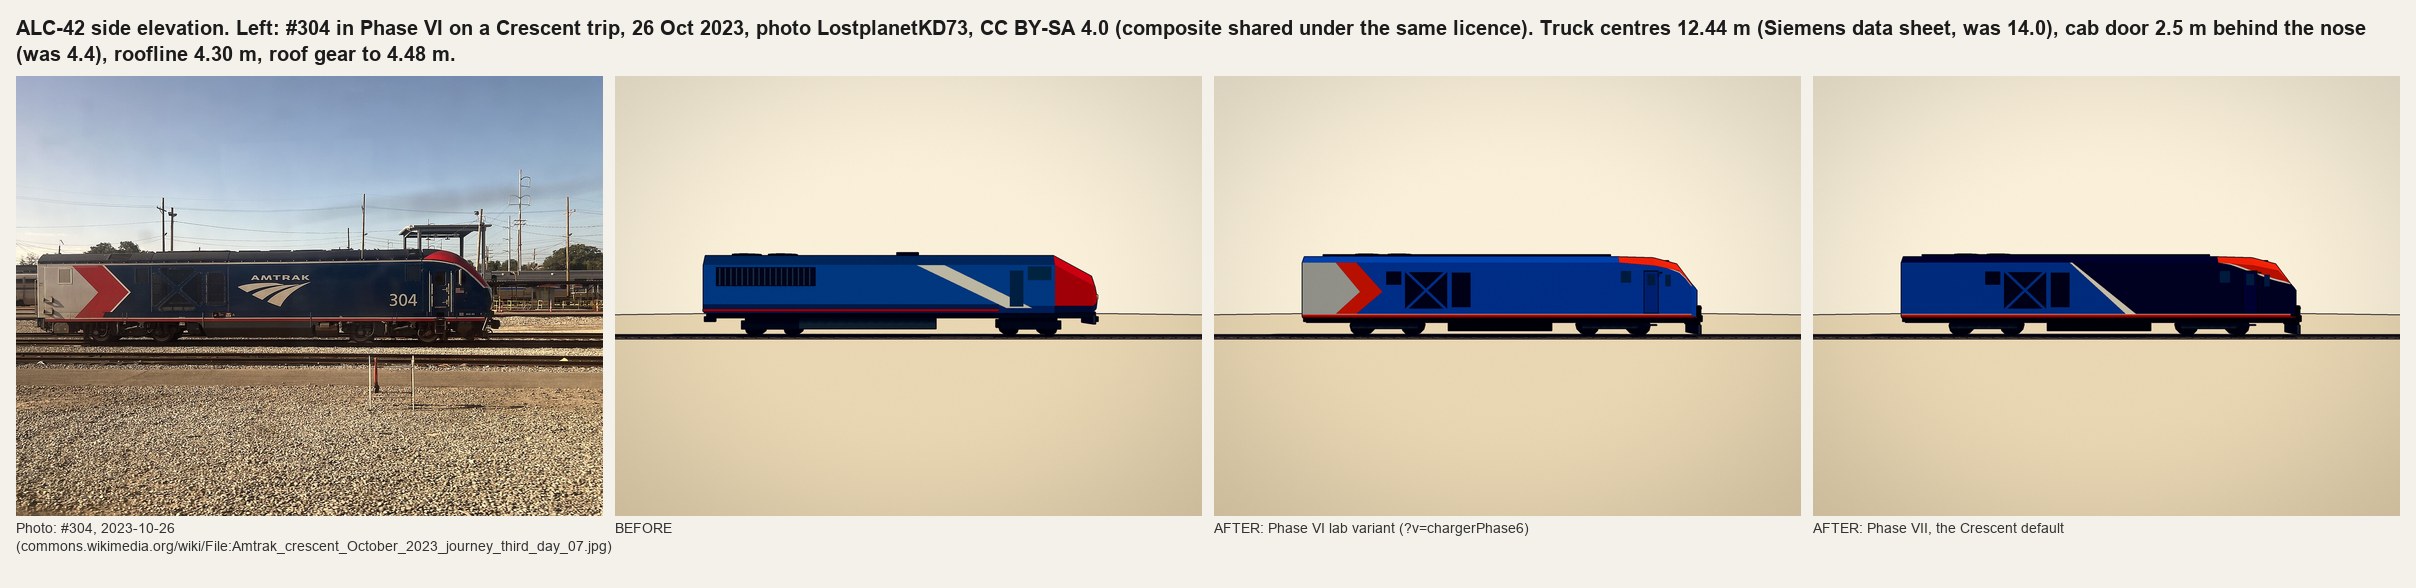 ALC-42 side elevation. Left: #304 in Phase VI on a Crescent trip, 26 Oct 2023, photo LostplanetKD73, CC BY-SA 4.0 (composite shared under the same licence). Truck centres 12.44 m (Siemens data sheet, was 14.0), cab door 2.5 m behind the nose
(was 4.4), roofline 4.30 m, roof gear to 4.48 m.
AMTRAK
304
Photo: #304, 2023-10-26
(commons.wikimedia.org/wiki/File:Amtrak_crescent_October_2023_journey_third_day_07.jpg)
BEFORE
AFTER: Phase VI lab variant (?v=chargerPhase6)
AFTER: Phase VII, the Crescent default